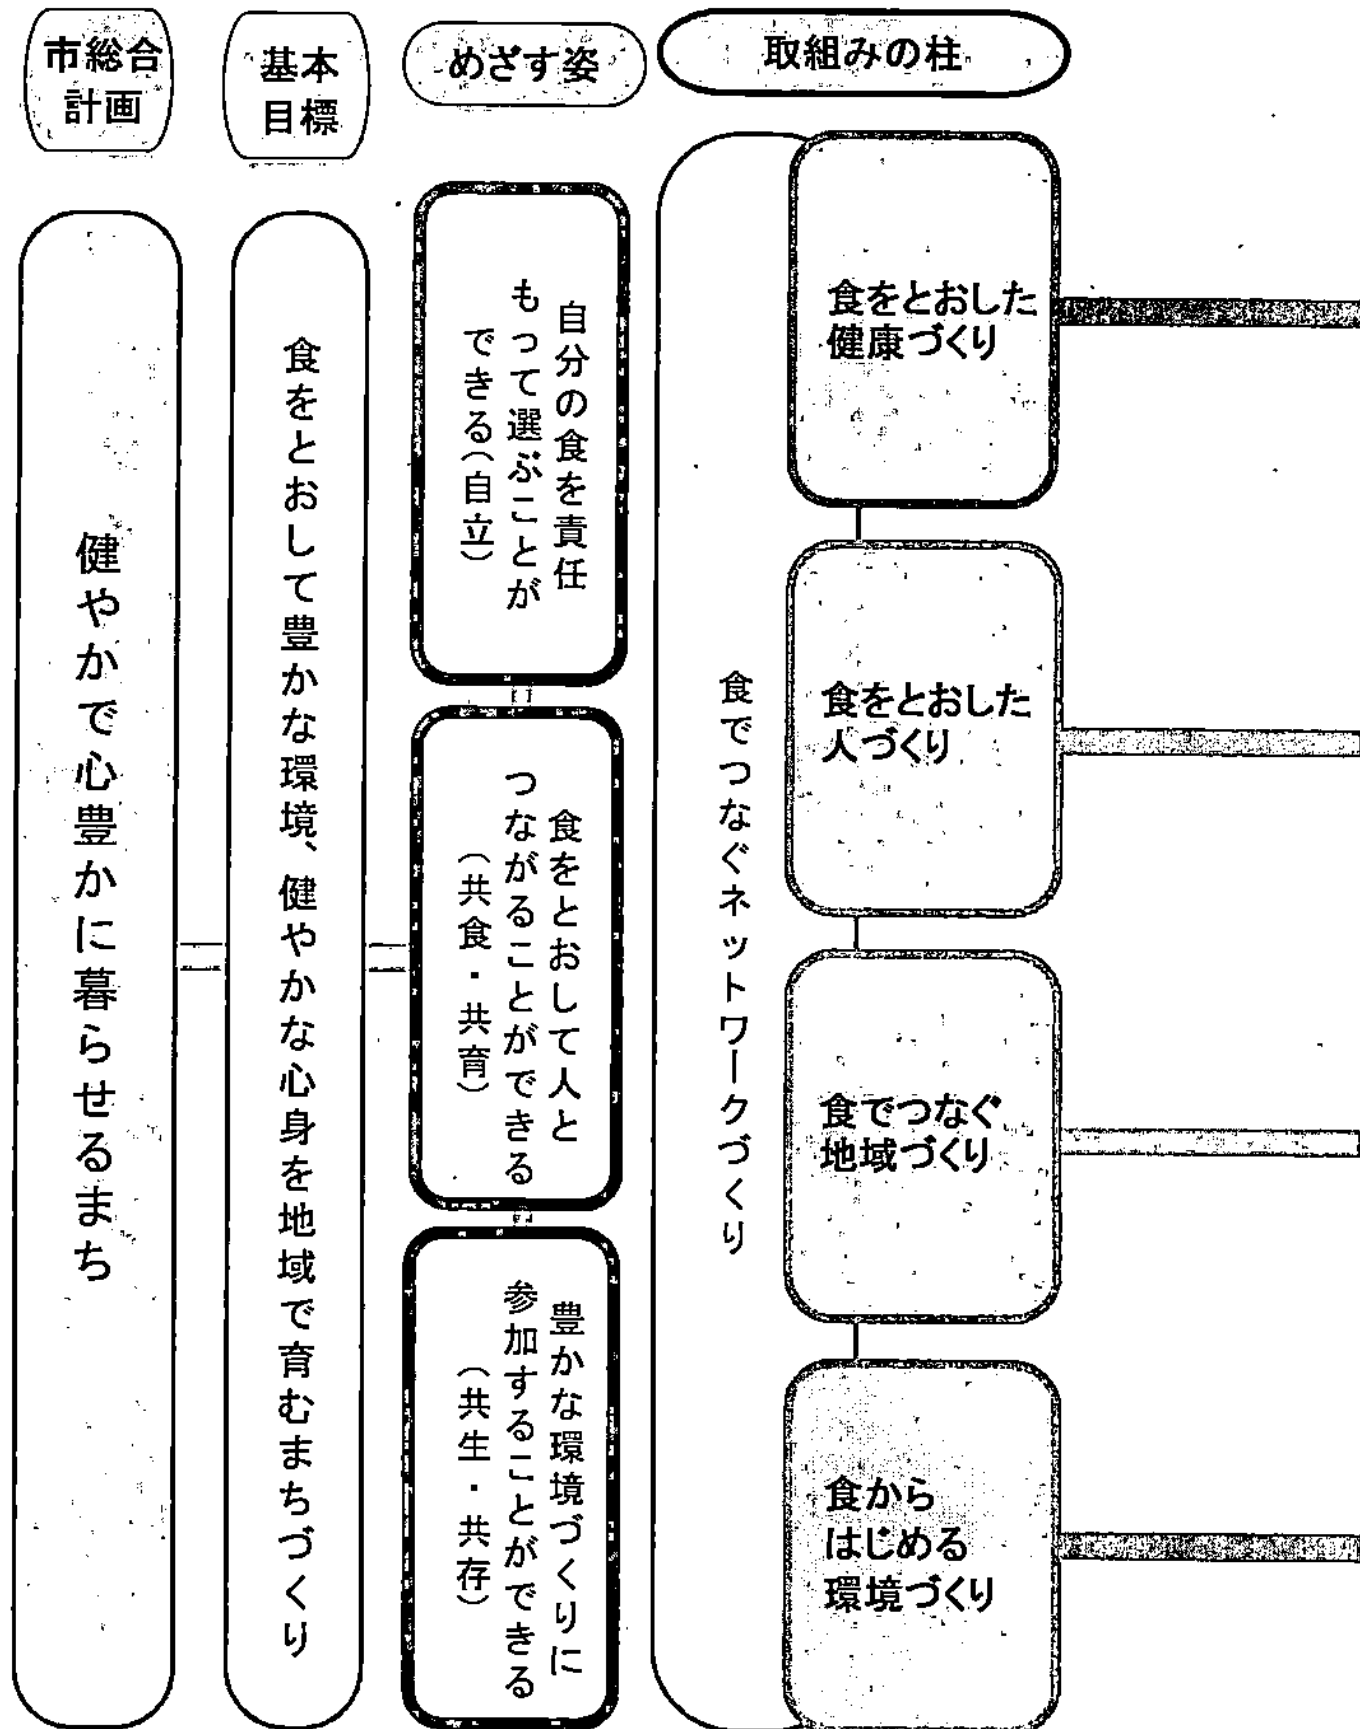 市総合
計画
基本
目標
めざす姿
取組みの柱
健やかで心豊かに暮らせるまち
食をとおして豊かな環境、健やかな心身を地域で育むまちづくり
自分の食を責任
もって選ぶことが
できる(自立)
食をとおして人と
つながることができる
(共食・共育)
豊かな環境づくりに
参加することができる
(共生・共存)
食でつなぐネットワークづくり
食をとおした
健康づくり
食をとおした
人づくり
食でつなぐ
地域づくり
食から
はじめる
環境づくり